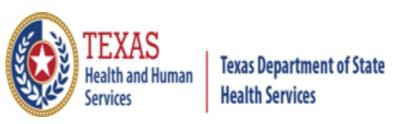 TEXAS
Health and Human
Services
Texas Department of State
Health Services